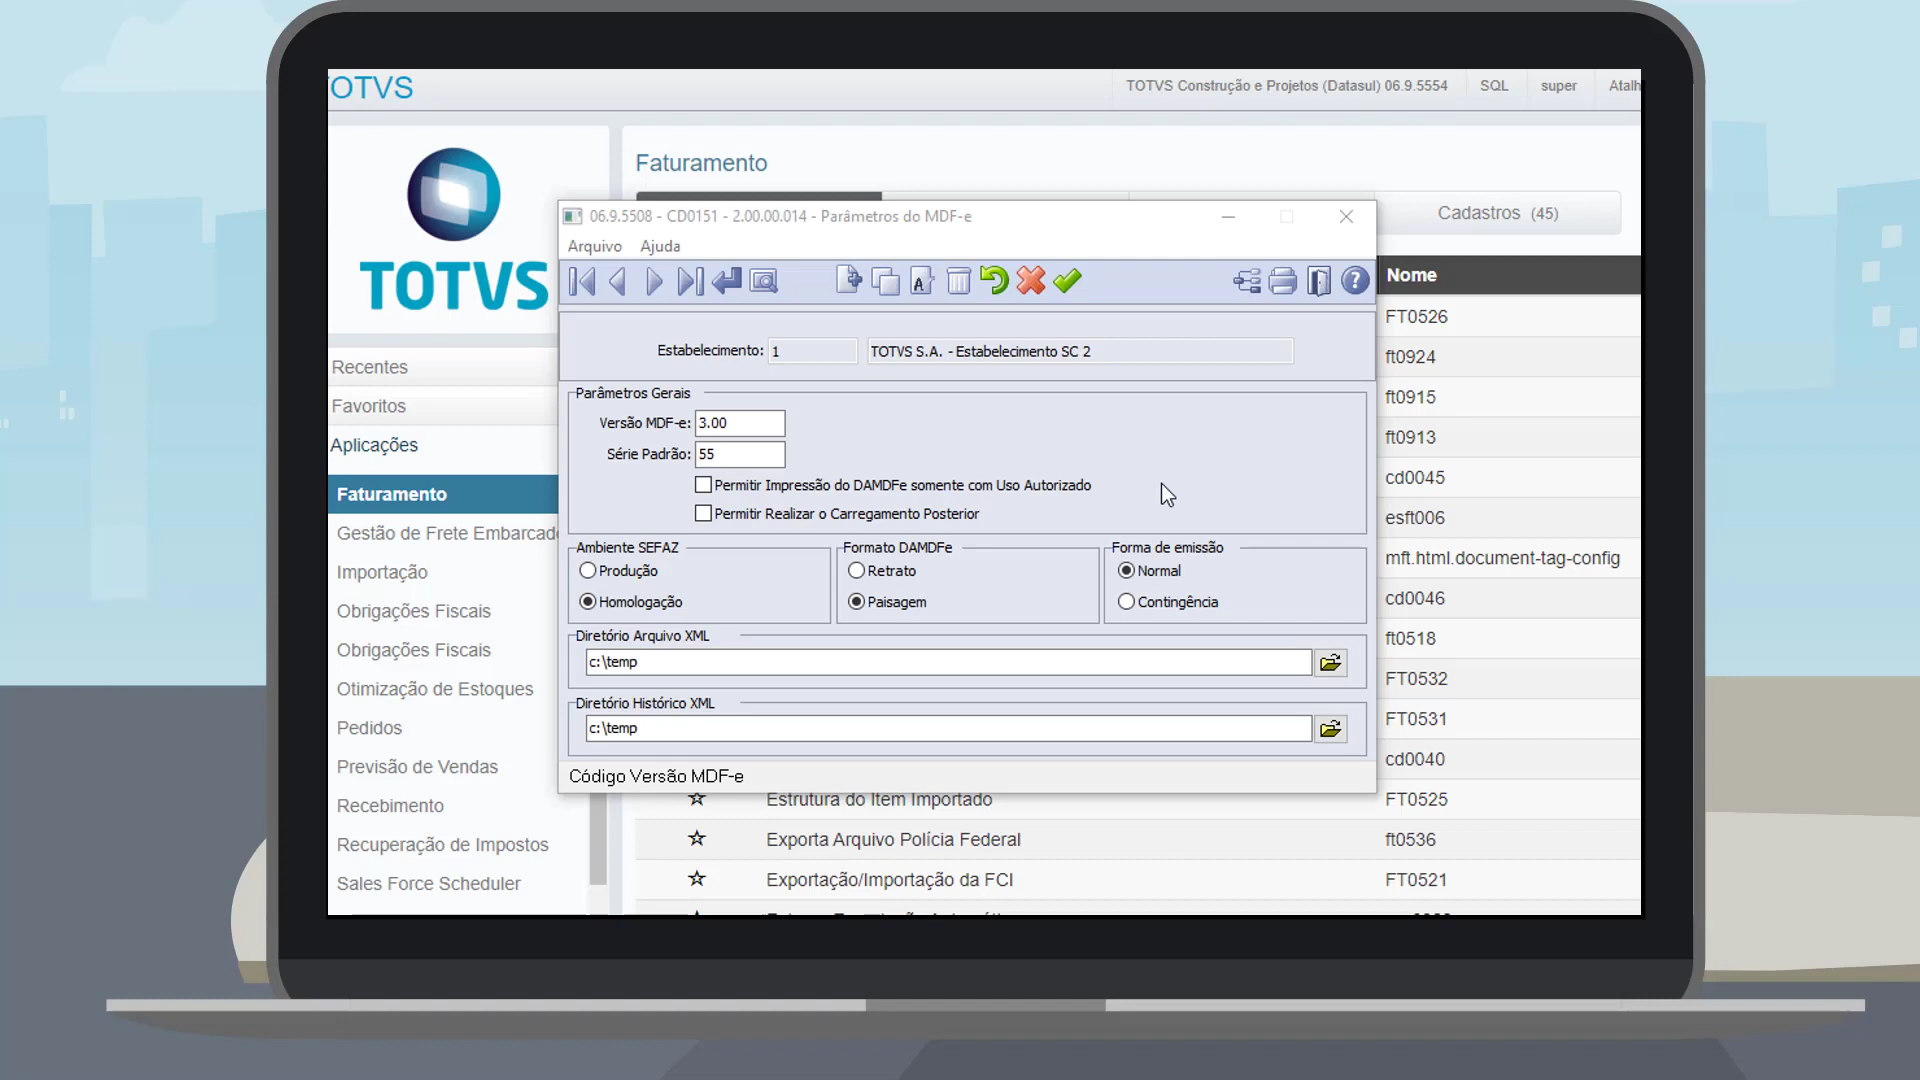 TOTVS
TOTVS Construção e Projetos (Datasul) 06.9.5554
SQL
super
Atalh
TOTVS
Recentes
Favoritos
Aplicações
Faturamento
Gestão de Frete Embarcad
Importação
Obrigações Fiscais
Obrigações Fiscais
Otimização de Estoques
Pedidos
Previsão de Vendas
Recebimento
Recuperação de Impostos
Sales Force Scheduler
Faturamento
Cadastros (45)
06.9.5508 - CD0151 - 2.00.00.014 - Parâmetros do MDF-e
Arquivo Ajuda
Estabelecimento: 1 TOTVS S.A. - Estabelecimento SC 2
Parâmetros Gerais
Versão MDF-e: 3.00
Série Padrão: 55
Permitir Impressão do DAMDFe somente com Uso Autorizado
Permitir Realizar o Carregamento Posterior
Ambiente SEFAZ
Produção
Homologação
Formato DAMDFe
Retrato
Paisagem
Forma de emissão
Normal
Contingência
Diretório Arquivo XML
c:\temp
Diretório Histórico XML
c:\temp
Código Versão MDF-e
Nome
FT0526
ft0924
ft0915
ft0913
cd0045
esft006
mft.html.document-tag-config
cd0046
ft0518
FT0532
FT0531
cd0040
Estrutura do Item Importado FT0525
Exporta Arquivo Polícia Federal ft0536
Exportação/Importação da FCI FT0521